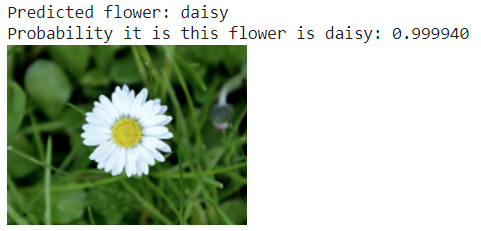 Predicted flower: daisy
Probability it is this flower is daisy: 0.999940